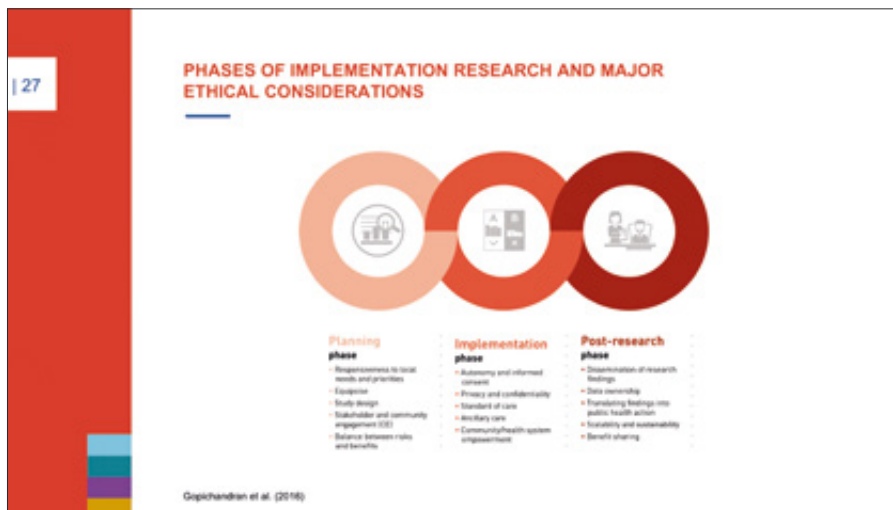 | 27
PHASES OF IMPLEMENTATION RESEARCH AND MAJOR
ETHICAL CONSIDERATIONS
Planning
phase
- Responsiveness to local
needs and priorities
- Equipoise
- Study design
- Stakeholder and community
engagement (CE)
- Balance between risks
and benefits
Implementation
phase
- Autonomy and informed
consent
- Privacy and confidentiality
- Standard of care
- Ancillary care
- Community/health system
empowerment
Post-research
phase
- Dissemination of research
findings
- Data ownership
- Translating findings into
public health action
- Scalability and sustainability
- Benefit sharing
Gopichandran et al. (2016)